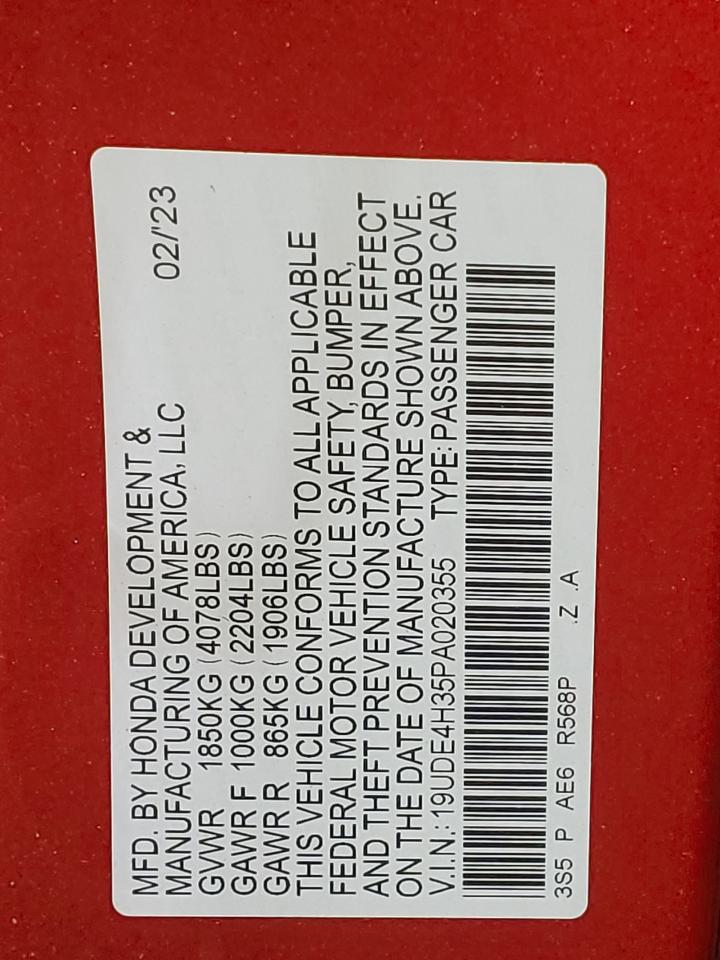 MFD. BY HONDA DEVELOPMENT &
MANUFACTURING OF AMERICA, LLC 02/'23
GVWR 1850KG (4078LBS)
GAWR F 1000KG (2204LBS)
GAWR R 865KG (1906LBS)
THIS VEHICLE CONFORMS TO ALL APPLICABLE
FEDERAL MOTOR VEHICLE SAFETY, BUMPER,
AND THEFT PREVENTION STANDARDS IN EFFECT
ON THE DATE OF MANUFACTURE SHOWN ABOVE.
V.I.N.: 19UDE4H35PA020355 TYPE: PASSENGER CAR
3S5 P AE6 R568P .Z .A